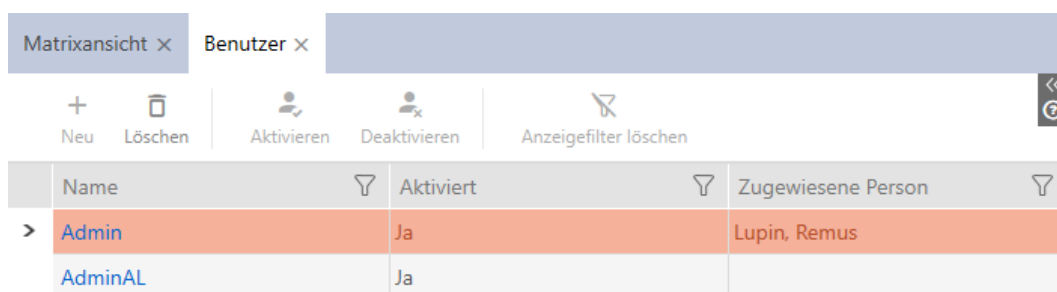 Matrixansicht × Benutzer ×
Neu Löschen Aktivieren Deaktivieren Anzeigefilter löschen
Name Aktiviert Zugewiesene Person
Admin Ja Lupin, Remus
AdminAL Ja